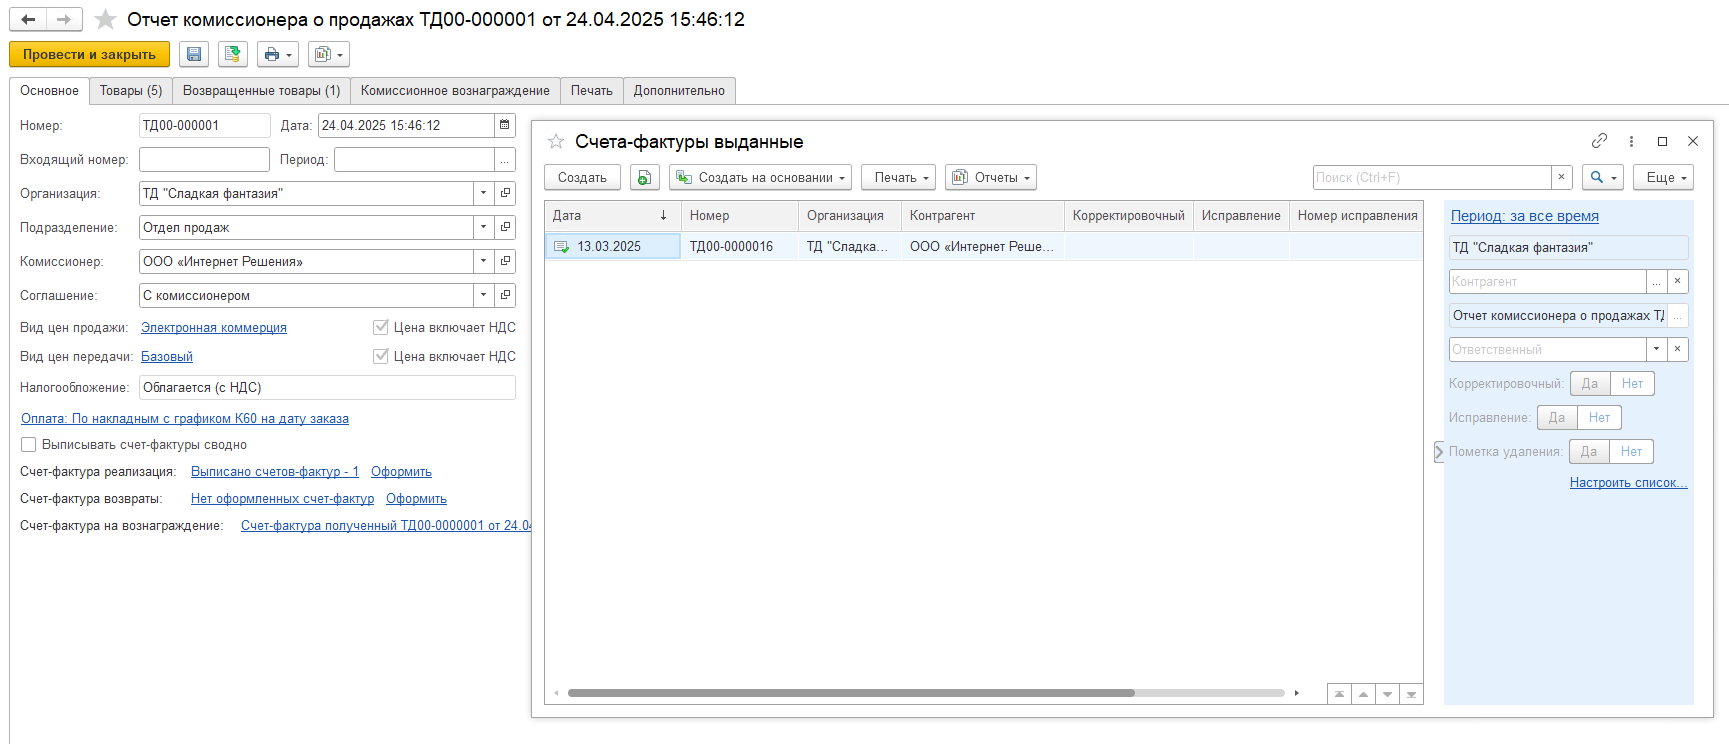 Отчет комиссионера о продажах ТД00-000001 от 24.04.2025 15:46:12
Провести и закрыть
Основное Товары (5) Возвращенные товары (1) Комиссионное вознаграждение Печать Дополнительно
Номер: ТД00-000001 Дата: 24.04.2025 15:46:12
Входящий номер: Период: ...
Организация: ТД "Сладкая фантазия"
Подразделение: Отдел продаж
Комиссионер: ООО «Интернет Решения»
Соглашение: С комиссионером
Вид цен продажи: Электронная коммерция Цена включает НДС
Вид цен передачи: Базовый Цена включает НДС
Налогообложение: Облагается (с НДС)
Оплата: По накладным с графиком К60 на дату заказа
Выписывать счет-фактуры сводно
Счет-фактура реализация: Выписано счетов-фактур - 1 Оформить
Счет-фактура возвраты: Нет оформленных счет-фактур Оформить
Счет-фактура на вознаграждение: Счет-фактура полученный ТД00-0000001 от 24.04
Счета-фактуры выданные
Создать Создать на основании Печать Отчеты Поиск (Ctrl+F) × Еще
Дата ↓ Номер Организация Контрагент Корректировочный Исправление Номер исправления
13.03.2025 ТД00-0000016 ТД "Сладка... ООО «Интернет Реше...
Период: за все время
ТД "Сладкая фантазия"
Контрагент ... ×
Отчет комиссионера о продажах ТД ...
Ответственный ×
Корректировочный: Да Нет
Исправление: Да Нет
Пометка удаления: Да Нет
Настроить список...